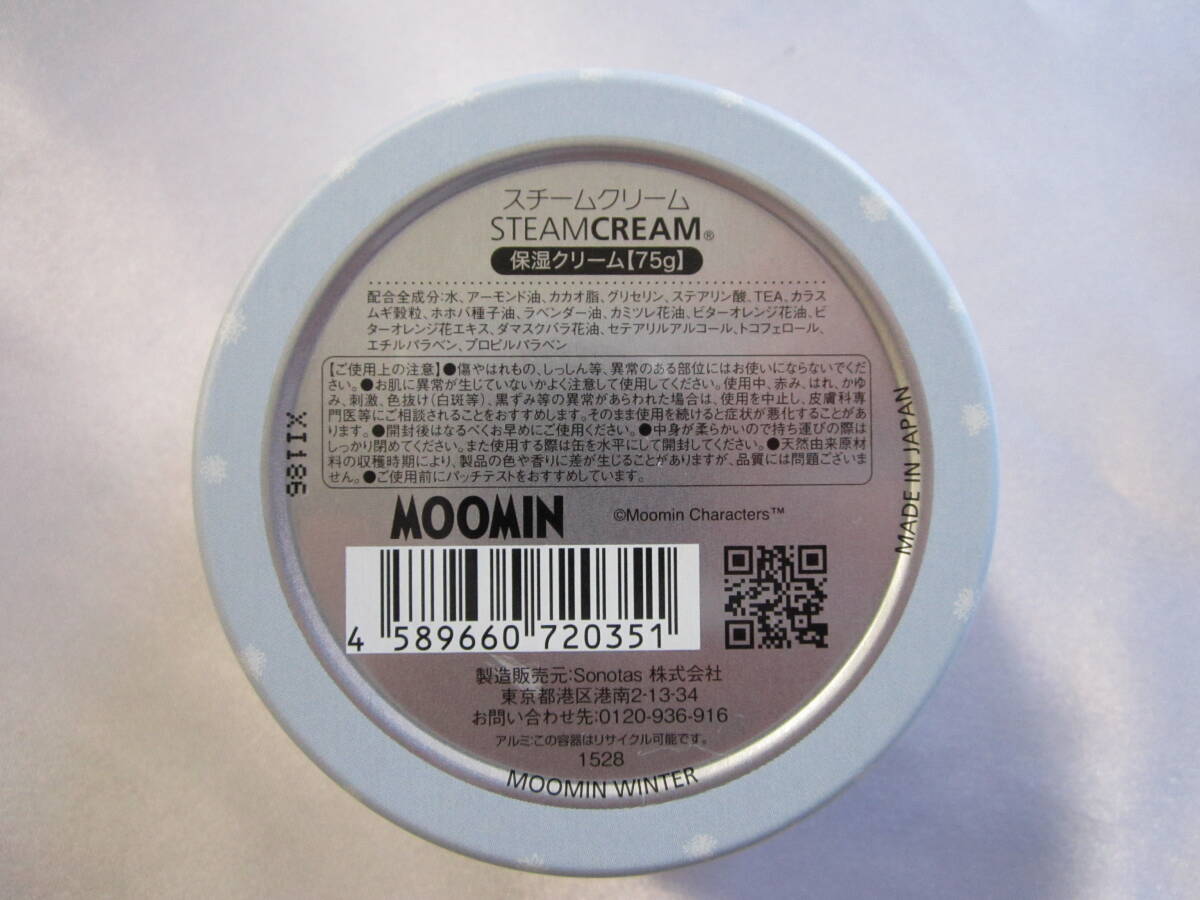 スチームクリーム
STEAMCREAM®
保湿クリーム【75g】
配合全成分:水、アーモンド油、カカオ脂、グリセリン、ステアリン酸、TEA、カラス
ムギ穀粒、ホホバ種子油、ラベンダー油、カミツレ花油、ビターオレンジ花油、ビ
ターオレンジ花エキス、ダマスクバラ花油、セテアリルアルコール、トコフェロール、
エチルパラベン、プロピルパラベン
【ご使用上の注意】●傷やはれもの、しっしん等、異常のある部位にはお使いにならないでくだ
さい。●お肌に異常が生じていないかよく注意して使用してください。使用中、赤み、はれ、かゆ
み、刺激、色抜け(白斑等)、黒ずみ等の異常があらわれた場合は、使用を中止し、皮膚科専
門医等にご相談されることをおすすめします。そのまま使用を続けると症状が悪化することがあ
ります。●開封後はなるべくお早めにご使用ください。●中身が柔らかいので持ち運びの際は
しっかり閉めてください。また使用する際は缶を水平にして開封してください。●天然由来原材
料の収穫時期により、製品の色や香りに差が生じることがありますが、品質には問題ございま
せん。●ご使用前にパッチテストをおすすめしています。
XII86
MADE IN JAPAN
MOOMIN
©Moomin Characters™
4 589660 720351
製造販売元:Sonotas 株式会社
東京都港区港南2-13-34
お問い合わせ先:0120-936-916
アルミ:この容器はリサイクル可能です。
1528
MOOMIN WINTER